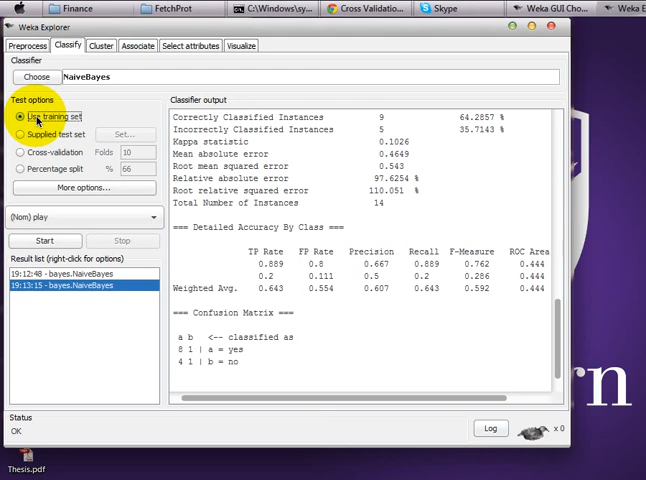 Finance
FetchProt
C:\Windows\sy...
Cross Validatio...
Skype
Weka GUI Cho...
Weka E
Weka Explorer
Preprocess Classify Cluster Associate Select attributes Visualize
Classifier
Choose NaiveBayes
Test options
Use training set
Supplied test set Set...
Cross-validation Folds 10
Percentage split % 66
More options...
(Nom) play
Start Stop
Result list (right-click for options)
19:12:48 - bayes.NaiveBayes
19:13:15 - bayes.NaiveBayes
Classifier output
Correctly Classified Instances 9 64.2857 %
Incorrectly Classified Instances 5 35.7143 %
Kappa statistic 0.1026
Mean absolute error 0.4649
Root mean squared error 0.543
Relative absolute error 97.6254 %
Root relative squared error 110.051 %
Total Number of Instances 14
=== Detailed Accuracy By Class ===
TP Rate FP Rate Precision Recall F-Measure ROC Area
0.889 0.8 0.667 0.889 0.762 0.444
0.2 0.111 0.5 0.2 0.286 0.444
Weighted Avg. 0.643 0.554 0.607 0.643 0.592 0.444
=== Confusion Matrix ===
a b <-- classified as
8 1 | a = yes
4 1 | b = no
Status
OK
Log
x 0
rn
Thesis.pdf